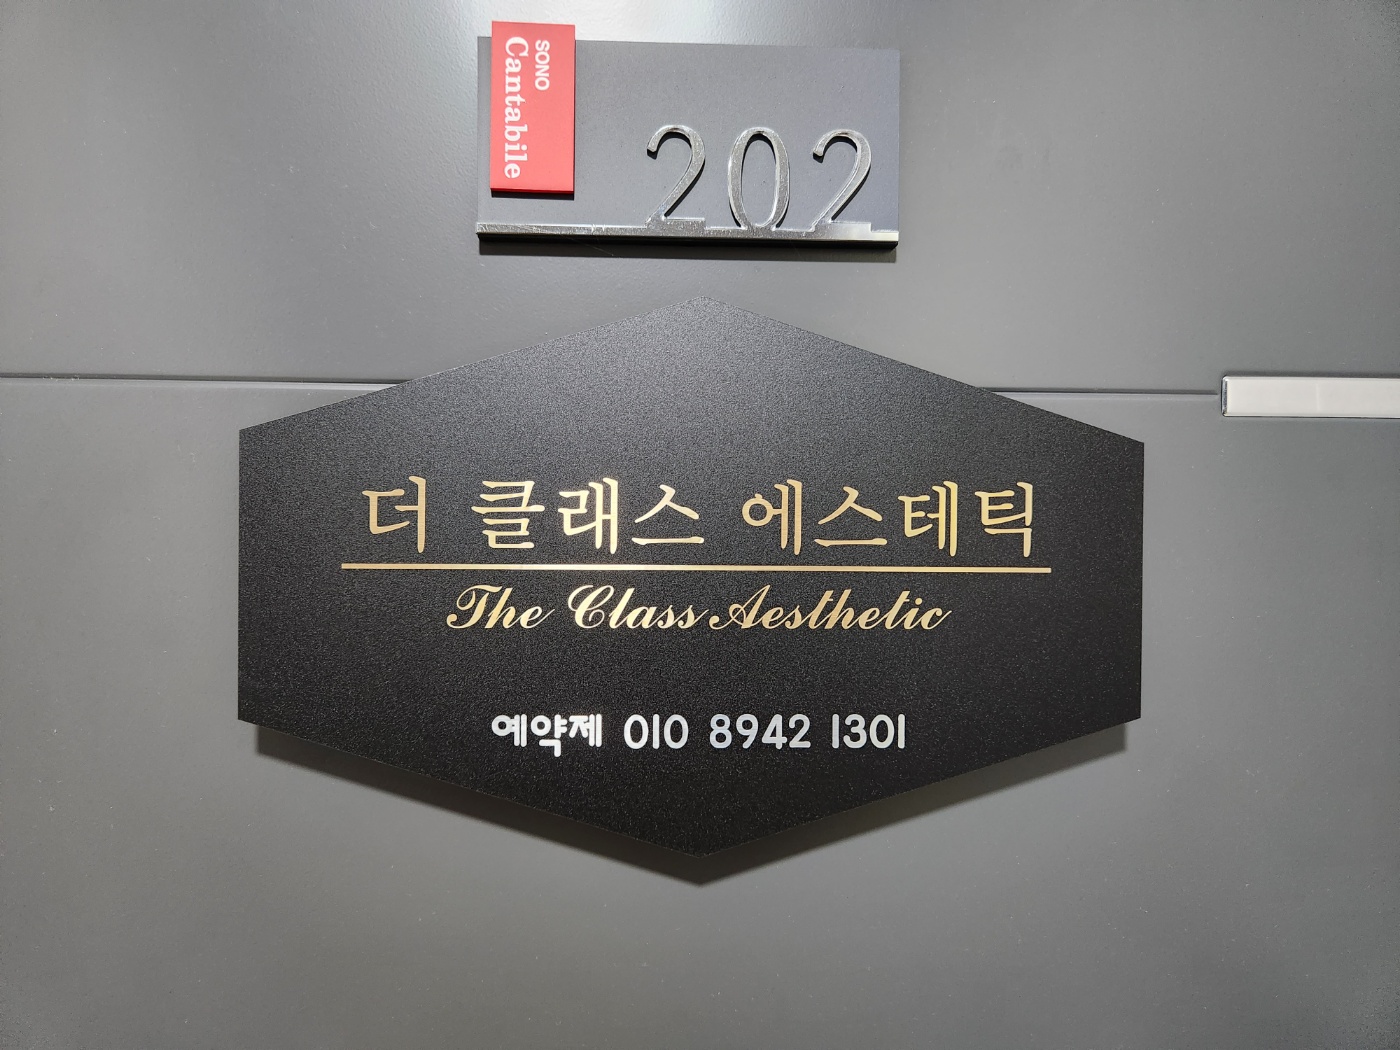 SONO
Cantabile
202
더 클래스 에스테틱
The Class Aesthetic
예약제 010 8942 1301